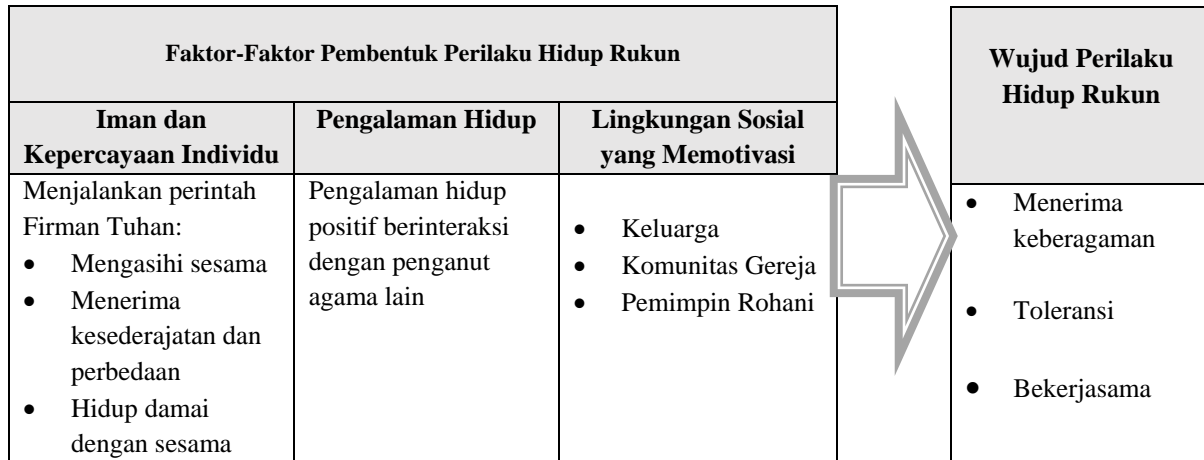 Faktor-Faktor Pembentuk Perilaku Hidup Rukun
Iman dan
Kepercayaan Individu
Menjalankan perintah
Firman Tuhan:
• Mengasihi sesama
• Menerima
kesederajatan dan
perbedaan
• Hidup damai
dengan sesama
Pengalaman Hidup
Pengalaman hidup
positif berinteraksi
dengan penganut
agama lain
Lingkungan Sosial
yang Memotivasi
• Keluarga
• Komunitas Gereja
• Pemimpin Rohani
Wujud Perilaku
Hidup Rukun
• Menerima
keberagaman
• Toleransi
• Bekerjasama